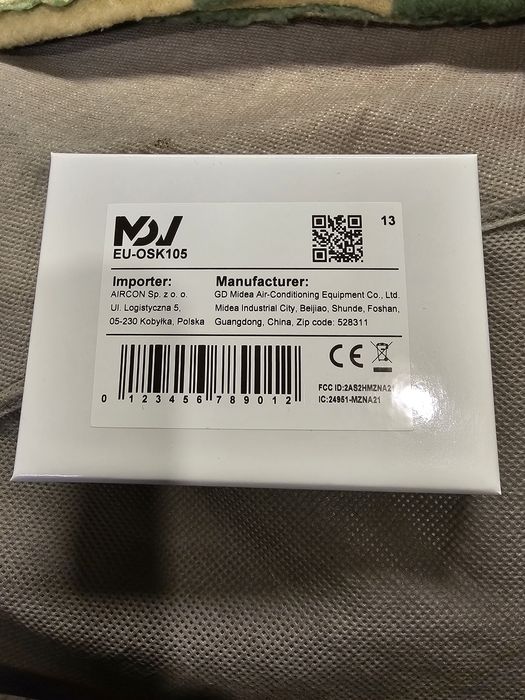 MDV
13
EU-OSK105
Importer:
AIRCON Sp. z o. o.
Ul. Logistyczna 5,
05-230 Kobyłka, Polska
Manufacturer:
GD Midea Air-Conditioning Equipment Co., Ltd.
Midea Industrial City, Beijiao, Shunde, Foshan,
Guangdong, China, Zip code: 528311
CE
FCC ID:2AS2HMZNA2
IC:24951-MZNA21
0 123456 789012